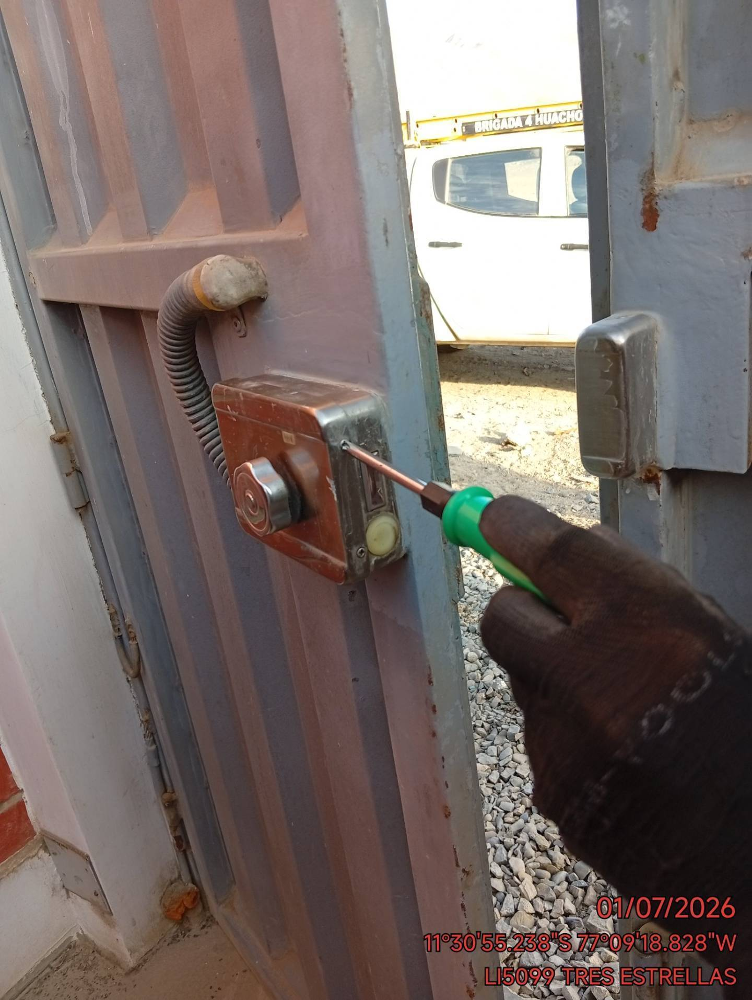 BRIGADA 4 HUACHO
01/07/2026
11°30'55.238"S 77°09'18.828"W
LI5099 TRES ESTRELLAS